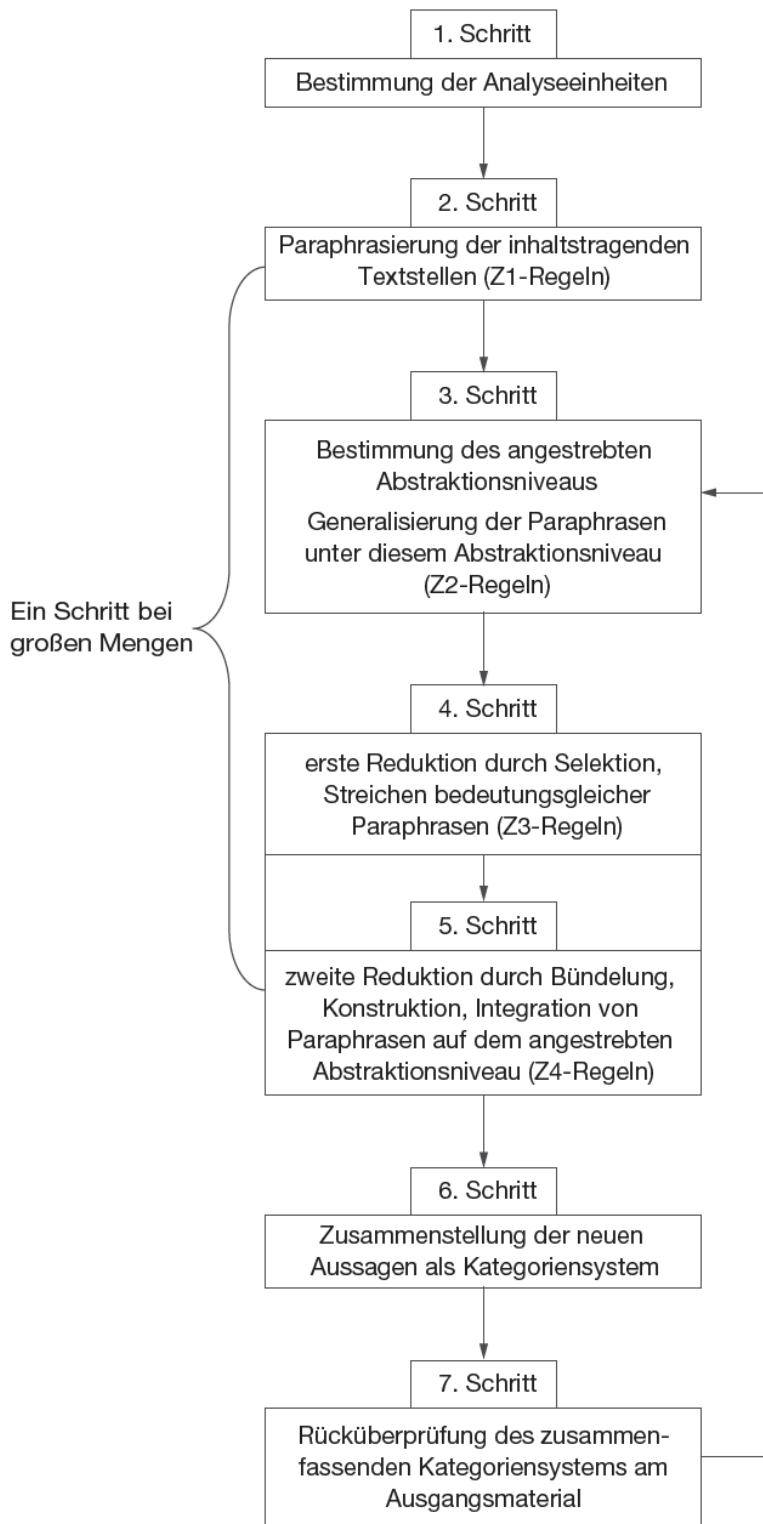 1. Schritt
Bestimmung der Analyseeinheiten
2. Schritt
Paraphrasierung der inhaltstragenden
Textstellen (Z1-Regeln)
3. Schritt
Bestimmung des angestrebten
Abstraktionsniveaus
Generalisierung der Paraphrasen
unter diesem Abstraktionsniveau
(Z2-Regeln)
Ein Schritt bei
großen Mengen
4. Schritt
erste Reduktion durch Selektion,
Streichen bedeutungsgleicher
Paraphrasen (Z3-Regeln)
5. Schritt
zweite Reduktion durch Bündelung,
Konstruktion, Integration von
Paraphrasen auf dem angestrebten
Abstraktionsniveau (Z4-Regeln)
6. Schritt
Zusammenstellung der neuen
Aussagen als Kategoriensystem
7. Schritt
Rücküberprüfung des zusammen-
fassenden Kategoriensystems am
Ausgangsmaterial